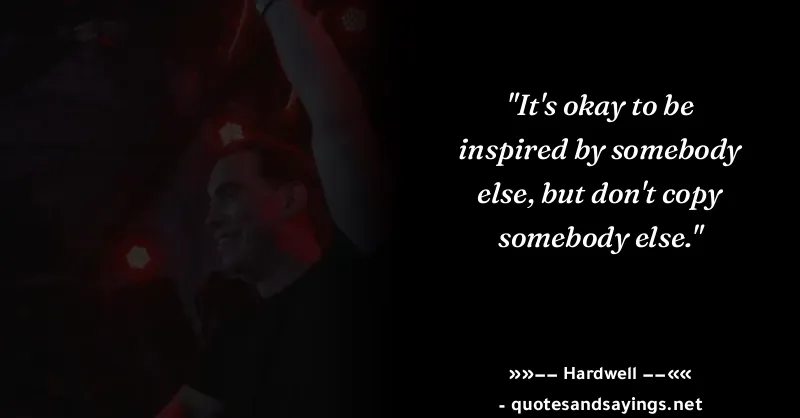 "It's okay to be
inspired by somebody
else, but don't copy
somebody else."
»»−− Hardwell −−««
- quotesandsayings.net